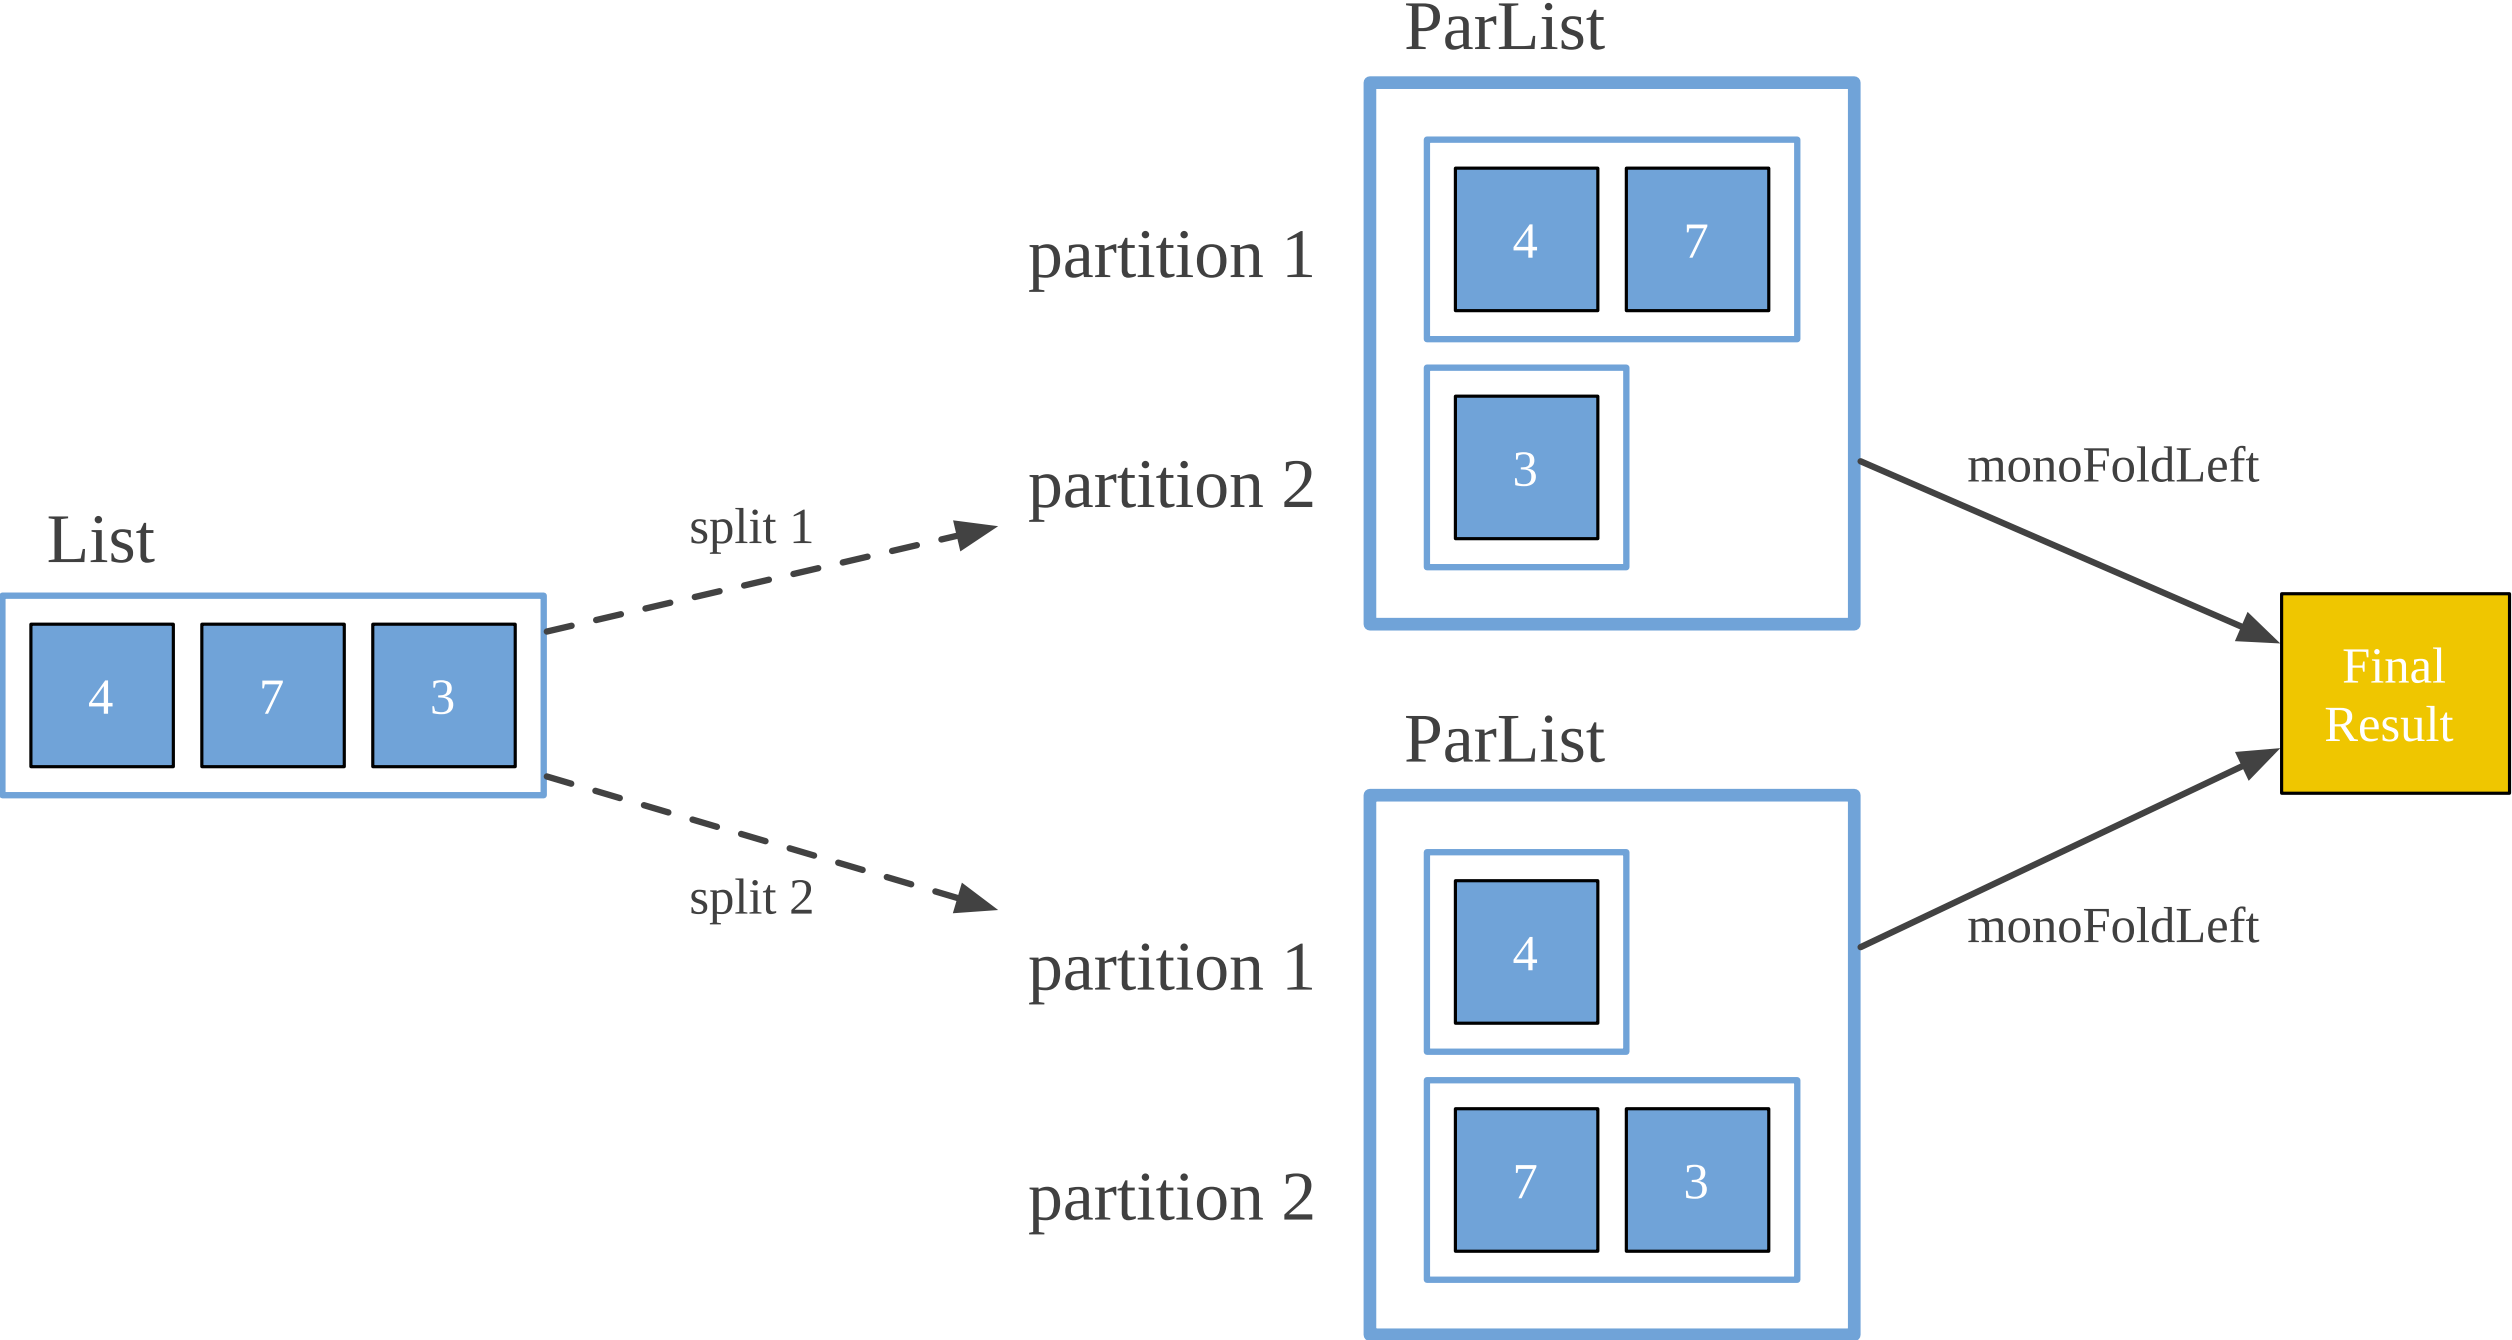 List
4 7 3
split 1
split 2
ParList
partition 1
4 7
partition 2
3
ParList
partition 1
4
partition 2
7 3
monoFoldLeft
monoFoldLeft
Final
Result